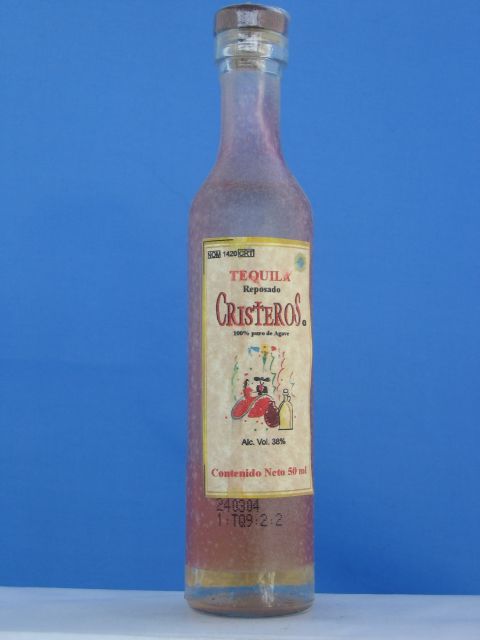 NOM 1420 CRT
TEQUILA
Reposado
CRISTEROS
100% puro de Agave
Alc. Vol. 38%
Contenido Neto 50 ml
240304
1:TQ9:2:2